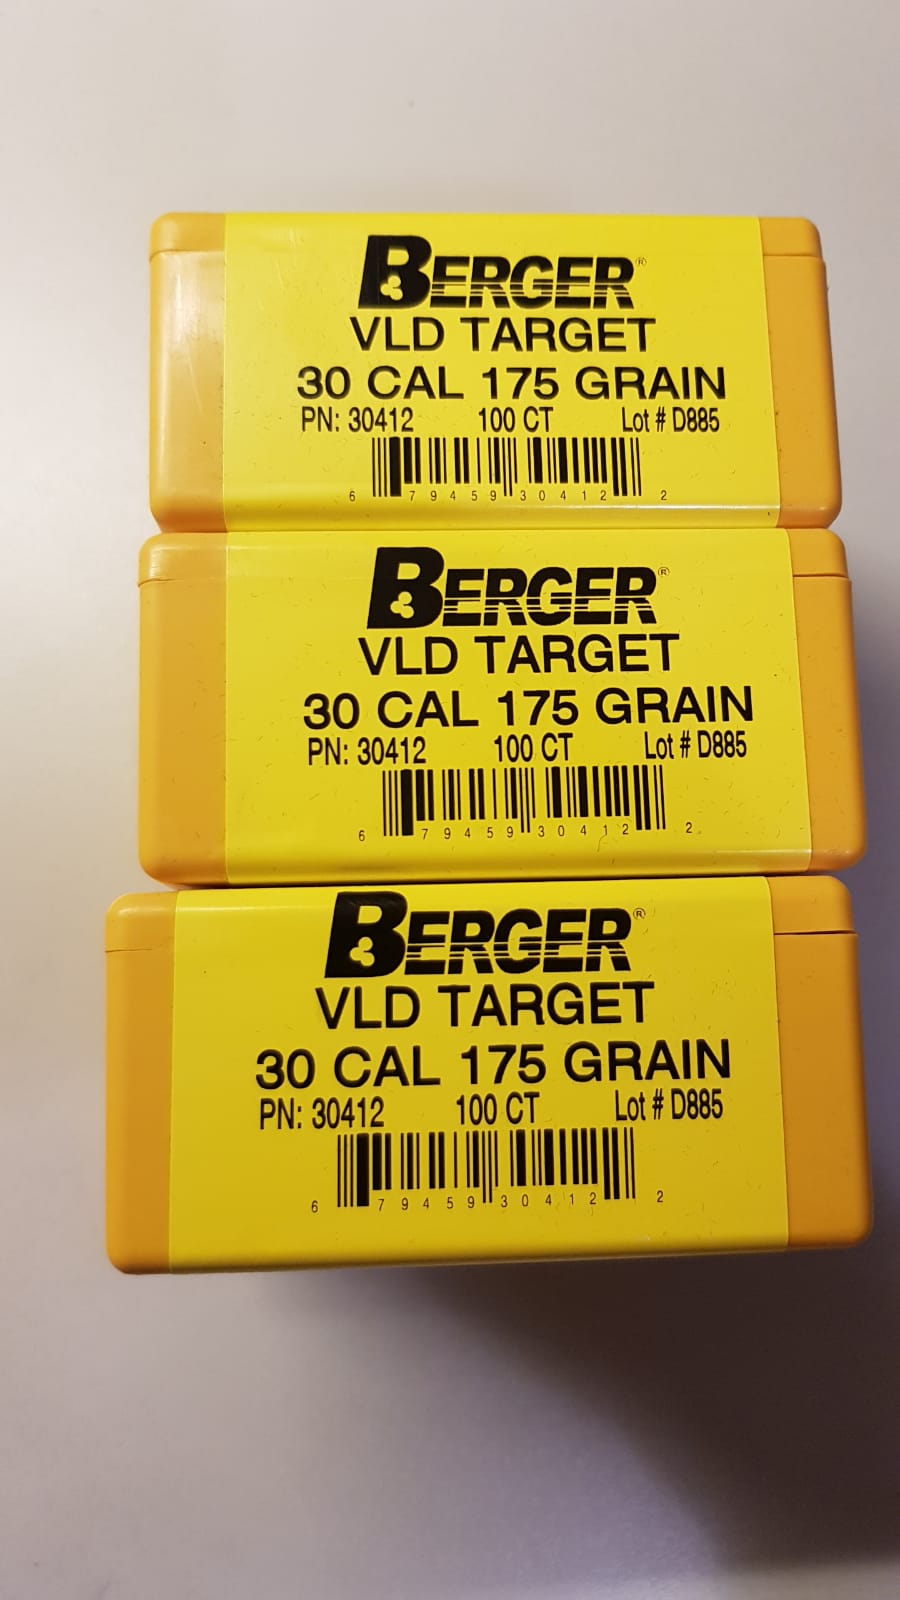 BERGER®
VLD TARGET
30 CAL 175 GRAIN
PN: 30412 100 CT Lot # D885
6 79459 30412 2
BERGER®
VLD TARGET
30 CAL 175 GRAIN
PN: 30412 100 CT Lot # D885
6 79459 30412 2
BERGER®
VLD TARGET
30 CAL 175 GRAIN
PN: 30412 100 CT Lot # D885
6 79459 30412 2